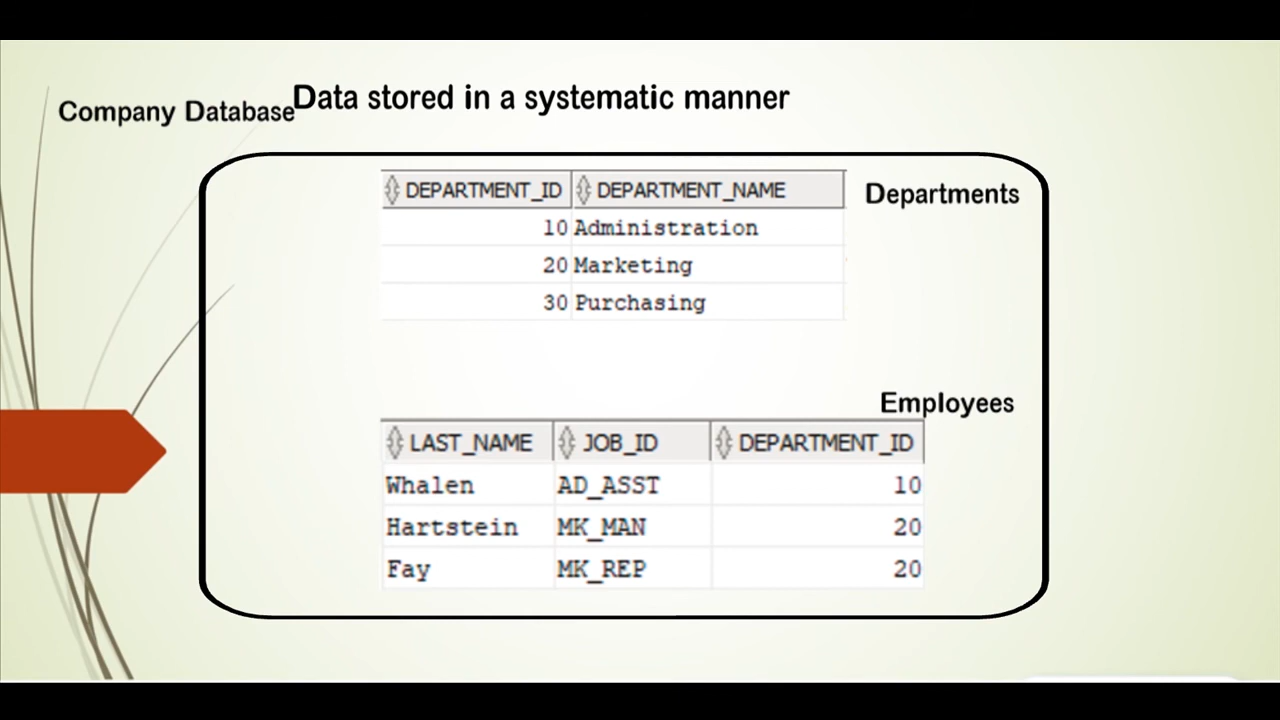 Data stored in a systematic manner
Company Database
DEPARTMENT_ID DEPARTMENT_NAME
Departments
10 Administration
20 Marketing
30 Purchasing
Employees
LAST_NAME JOB_ID DEPARTMENT_ID
Whalen AD_ASST 10
Hartstein MK_MAN 20
Fay MK_REP 20